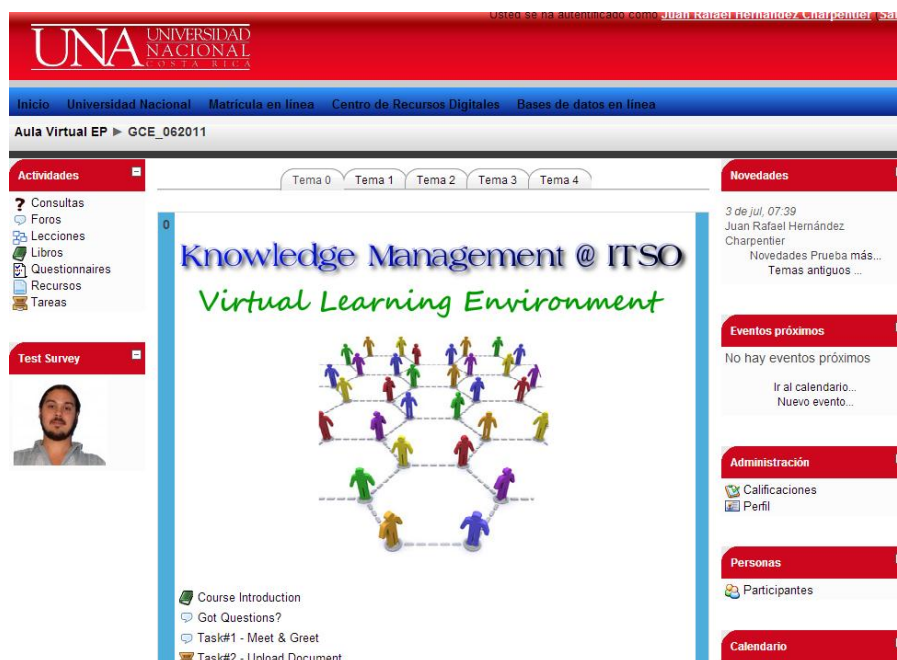 Usted se ha autentificado como Juan Rafael Hernández Charpentier (Sal
UNA UNIVERSIDAD
NACIONAL
COSTA RICA
Inicio Universidad Nacional Matrícula en línea Centro de Recursos Digitales Bases de datos en línea
Aula Virtual EP ► GCE_062011
Actividades
Consultas
Foros
Lecciones
Libros
Questionnaires
Recursos
Tareas
Test Survey
Tema 0 Tema 1 Tema 2 Tema 3 Tema 4
0
Knowledge Management @ ITSO
Virtual Learning Environment
Course Introduction
Got Questions?
Task#1 - Meet & Greet
Task#2 - Upload Document
Novedades
3 de jul, 07:39
Juan Rafael Hernández
Charpentier
Novedades Prueba más...
Temas antiguos ...
Eventos próximos
No hay eventos próximos
Ir al calendario...
Nuevo evento...
Administración
Calificaciones
Perfil
Personas
Participantes
Calendario